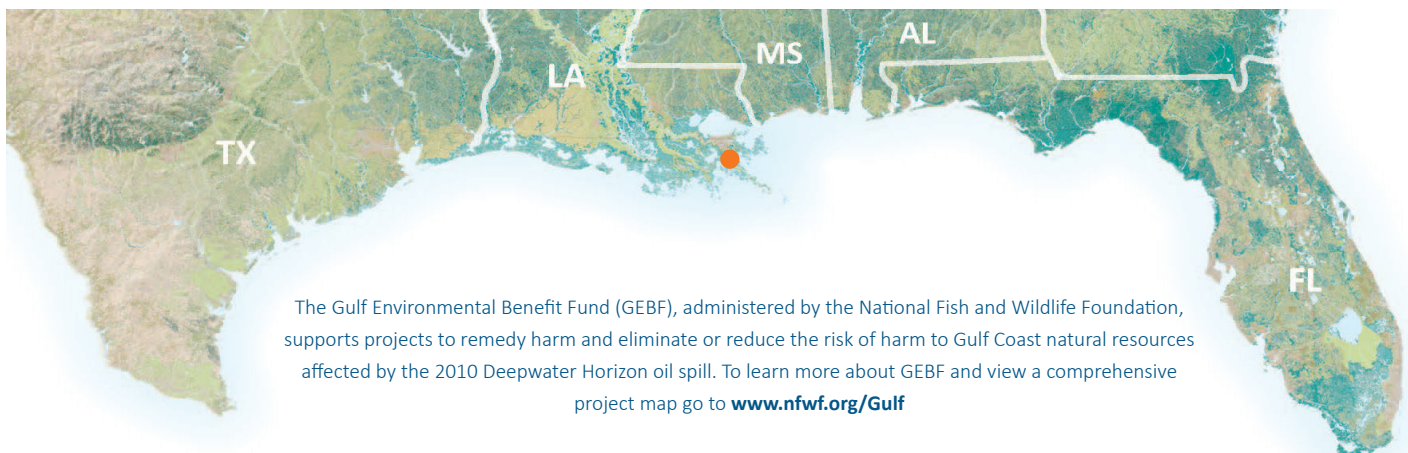 AL
MS
LA
TX
FL
The Gulf Environmental Benefit Fund (GEBF), administered by the National Fish and Wildlife Foundation,
supports projects to remedy harm and eliminate or reduce the risk of harm to Gulf Coast natural resources
affected by the 2010 Deepwater Horizon oil spill. To learn more about GEBF and view a comprehensive
project map go to www.nfwf.org/Gulf